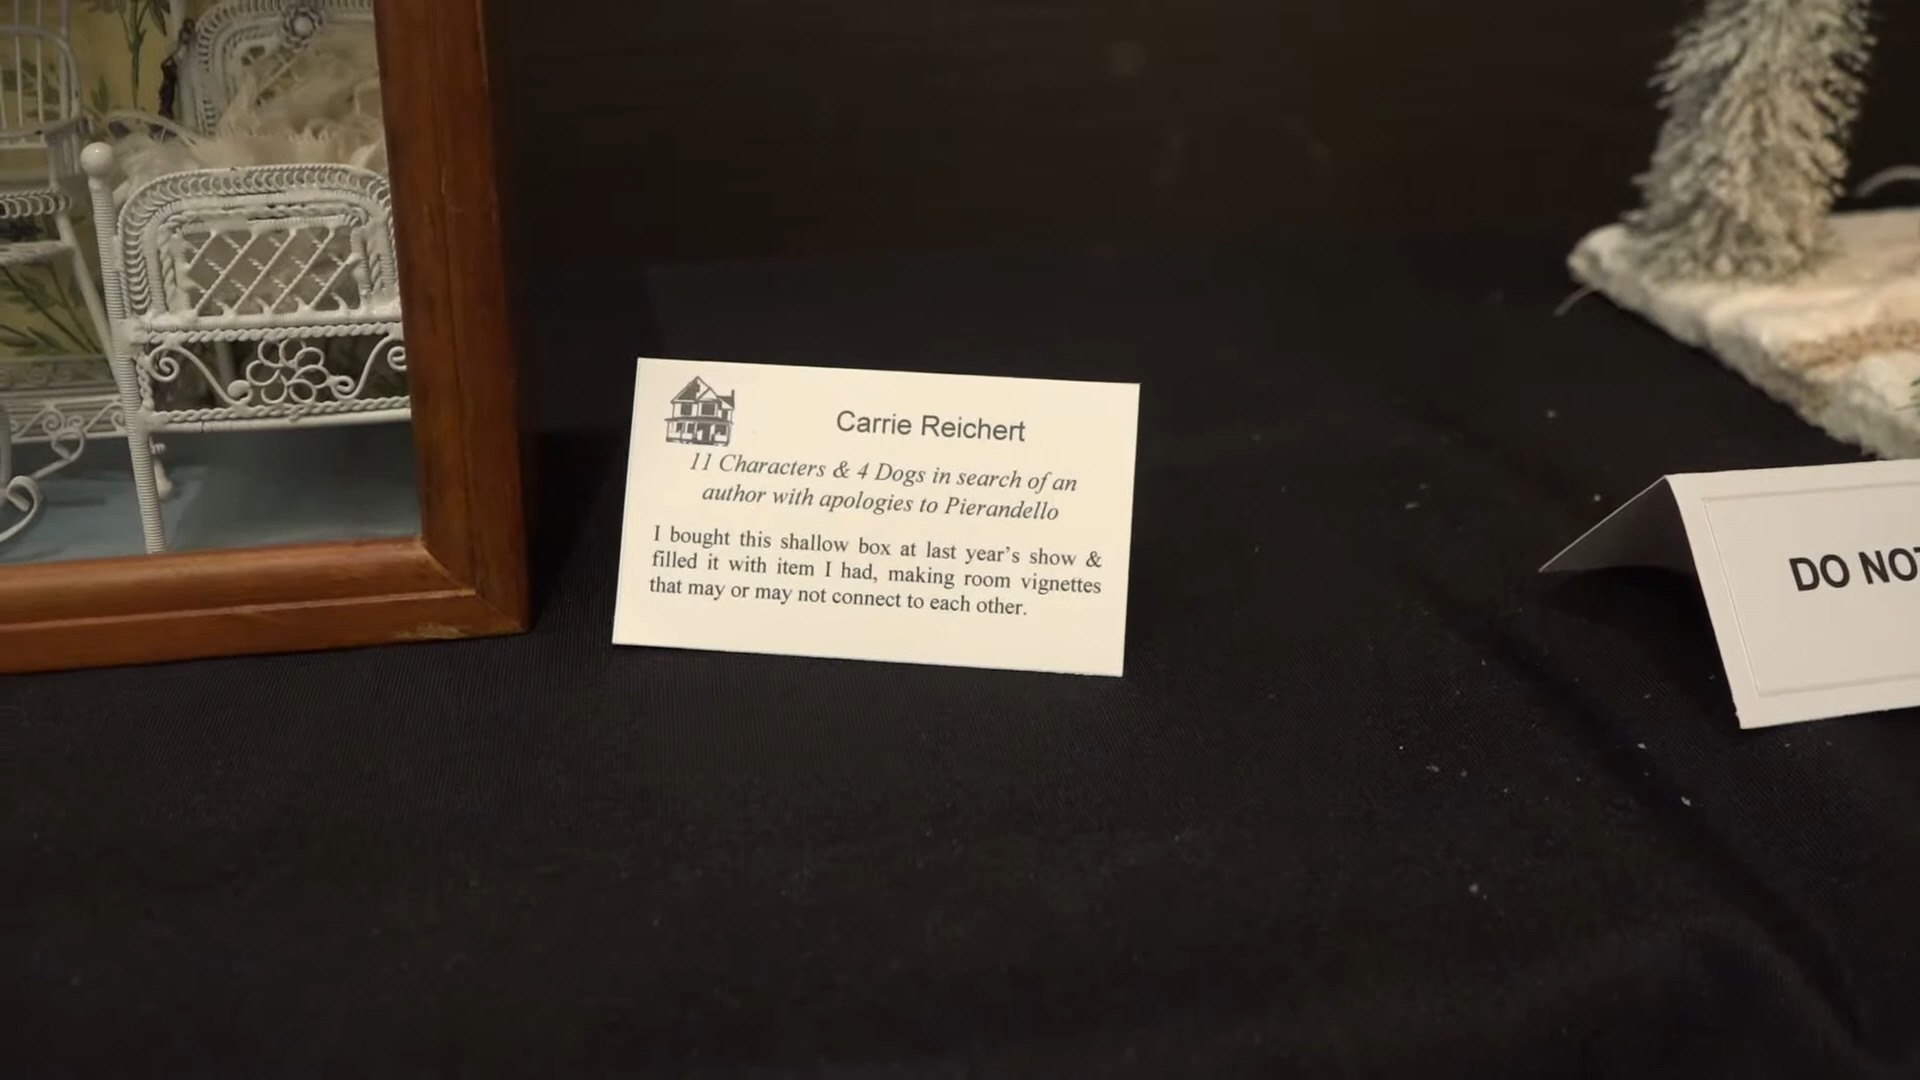 Carrie Reichert
11 Characters & 4 Dogs in search of an
author with apologies to Pierandello
I bought this shallow box at last year's show &
filled it with item I had, making room vignettes
that may or may not connect to each other.
DO NOT